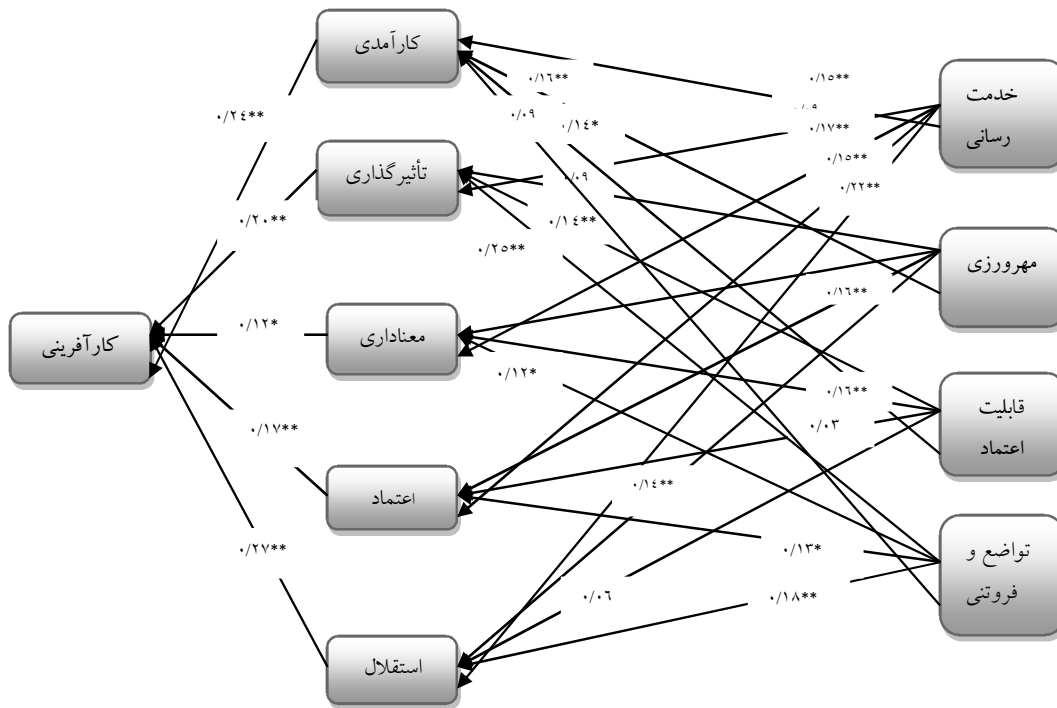 خدمت
رسانی
مهرورزی
قابلیت
اعتماد
تواضع و
فروتنی
کارآمدی
تأثیرگذاری
معناداری
اعتماد
استقلال
کارآفرینی
۰/۱۵**
۰/۱۷**
۰/۱۵**
۰/۲۲**
۰/۱۶**
۰/۰۹
۰/۱۴*
۰/۰۹
۰/۱۴**
۰/۲۵**
۰/۱۶**
۰/۱۲*
۰/۱۶**
۰/۰۳
۰/۱۴**
۰/۱۳*
۰/۰۶
۰/۱۸**
۰/۲۴**
۰/۲۰**
۰/۱۲*
۰/۱۷**
۰/۲۷**